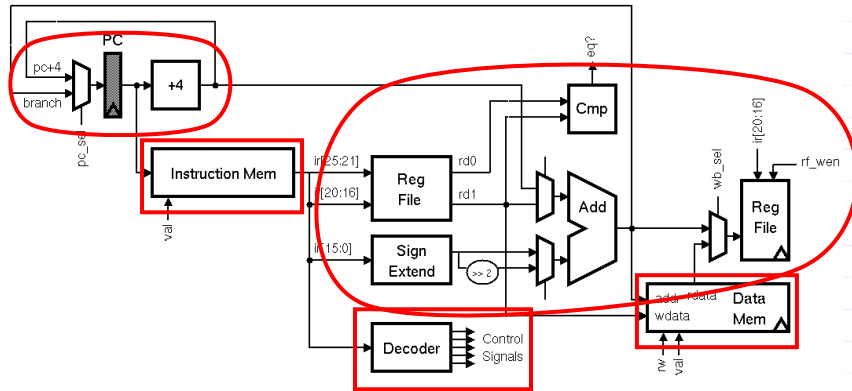 PC
eq?
pc+4
+4
branch
Cmp
pc_sel
ir[20:16]
rf_wen
Instruction Mem
ir[25:21]
rd0
Reg
File
ir[20:16]
rd1
Add
wb_sel
Reg
File
val
ir[15:0]
Sign
Extend
>> 2
addr
rdata
Data
Mem
wdata
Decoder
Control
Signals
rw
val